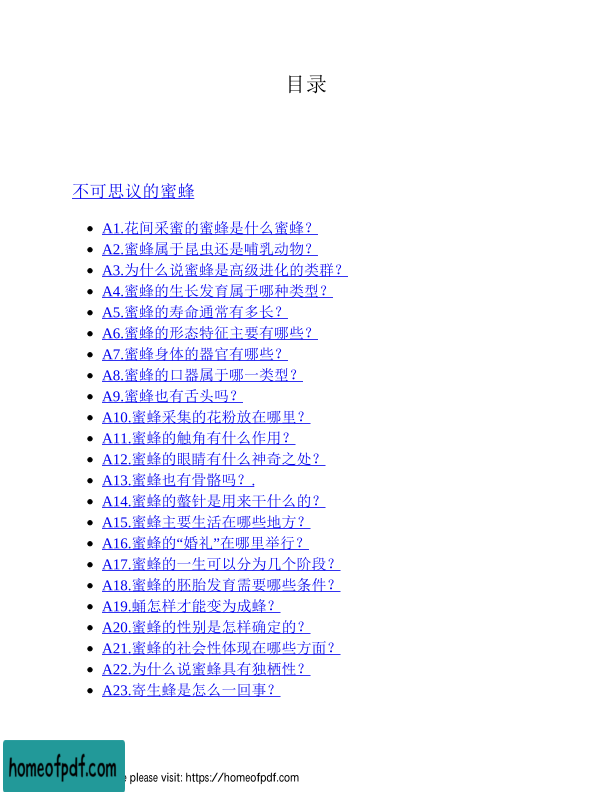 目录
不可思议的蜜蜂
A1.花间采蜜的蜜蜂是什么蜜蜂？
A2.蜜蜂属于昆虫还是哺乳动物？
A3.为什么说蜜蜂是高级进化的类群？
A4.蜜蜂的生长发育属于哪种类型？
A5.蜜蜂的寿命通常有多长？
A6.蜜蜂的形态特征主要有哪些？
A7.蜜蜂身体的器官有哪些？
A8.蜜蜂的口器属于哪一类型？
A9.蜜蜂也有舌头吗？
A10.蜜蜂采集的花粉放在哪里？
A11.蜜蜂的触角有什么作用？
A12.蜜蜂的眼睛有什么神奇之处？
A13.蜜蜂也有骨骼吗？.
A14.蜜蜂的螫针是用来干什么的？
A15.蜜蜂主要生活在哪些地方？
A16.蜜蜂的“婚礼”在哪里举行？
A17.蜜蜂的一生可以分为几个阶段？
A18.蜜蜂的胚胎发育需要哪些条件？
A19.蛹怎样才能变为成蜂？
A20.蜜蜂的性别是怎样确定的？
A21.蜜蜂的社会性体现在哪些方面？
A22.为什么说蜜蜂具有独栖性？
A23.寄生蜂是怎么一回事？
homeofpdf.com
please visit: https://homeofpdf.com